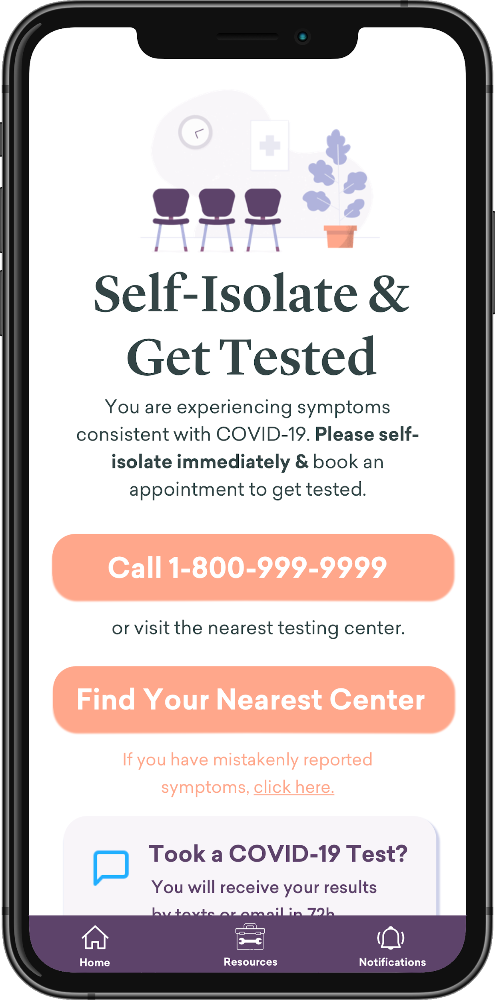 Self-Isolate &
Get Tested
You are experiencing symptoms
consistent with COVID-19. Please self-
isolate immediately & book an
appointment to get tested.
Call 1-800-999-9999
or visit the nearest testing center.
Find Your Nearest Center
If you have mistakenly reported
symptoms, click here.
Took a COVID-19 Test?
You will receive your results
by texts or email in 72h
Home
Resources
Notifications